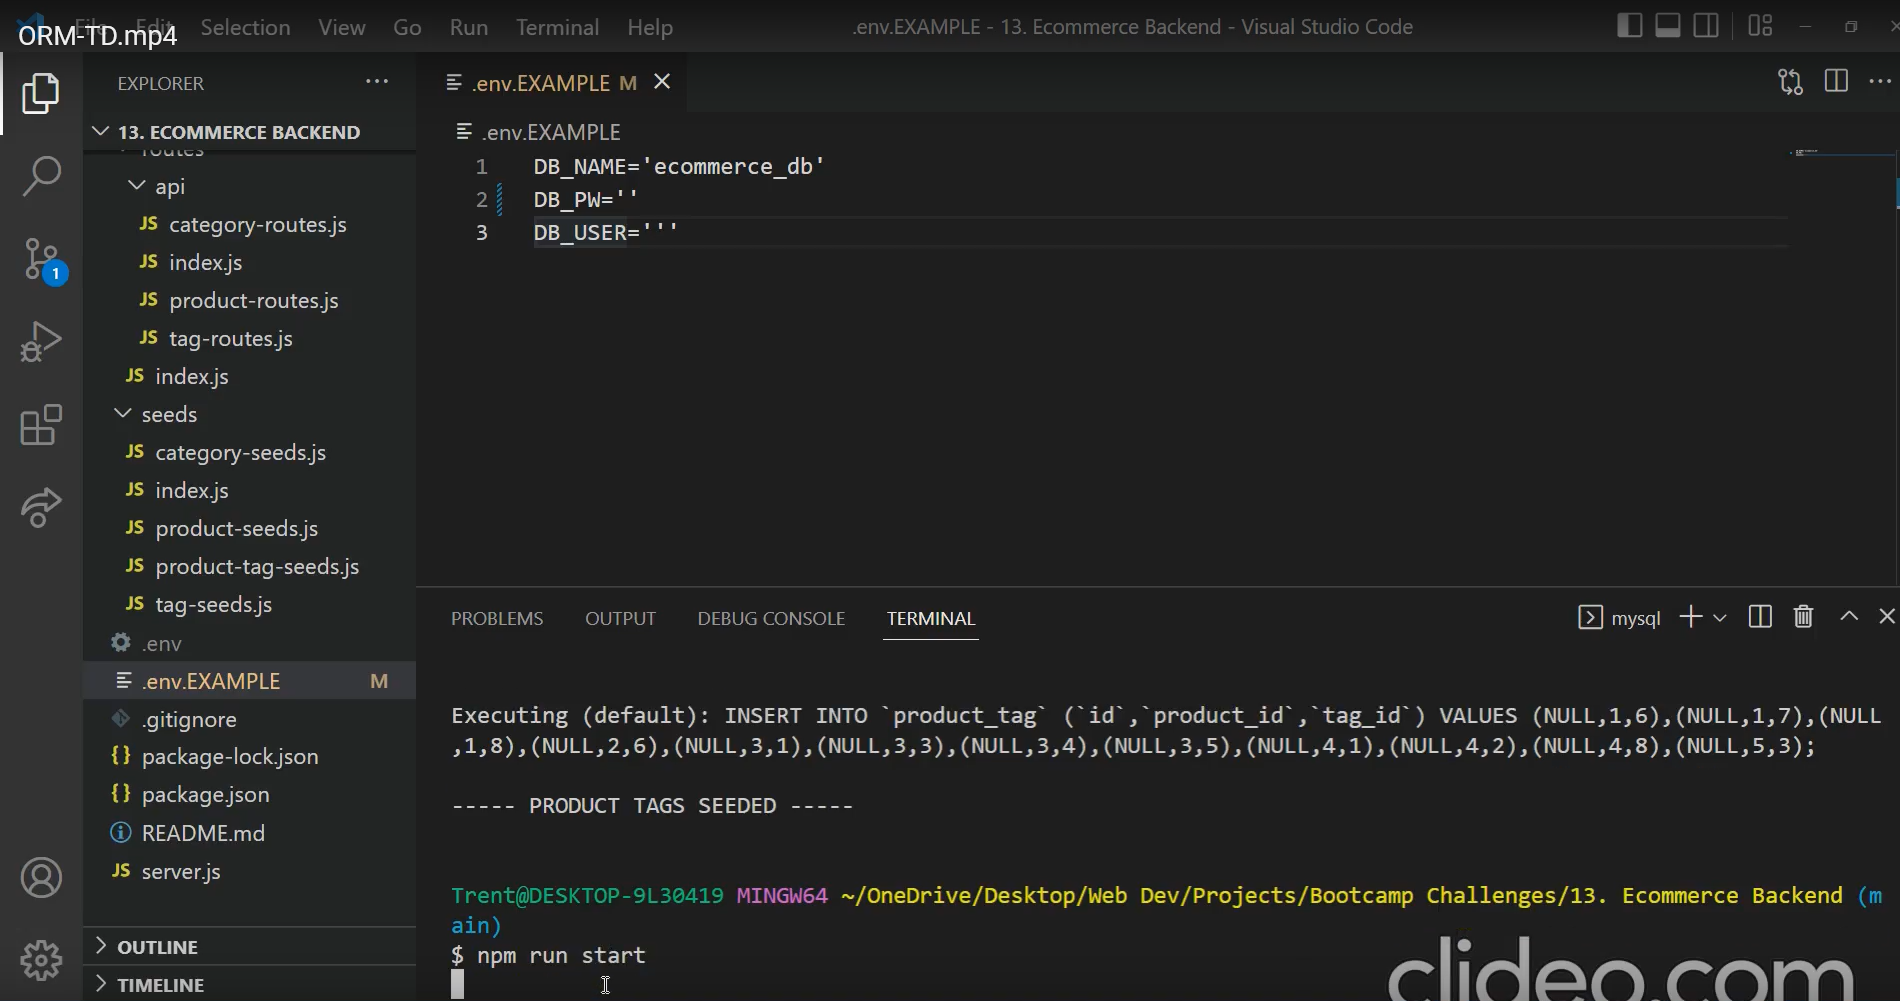 ORM-TD.mp4
File Edit Selection View Go Run Terminal Help
.env.EXAMPLE - 13. Ecommerce Backend - Visual Studio Code
EXPLORER
13. ECOMMERCE BACKEND
routes
api
JS category-routes.js
JS index.js
JS product-routes.js
JS tag-routes.js
JS index.js
seeds
JS category-seeds.js
JS index.js
JS product-seeds.js
JS product-tag-seeds.js
JS tag-seeds.js
.env
.env.EXAMPLE M
.gitignore
{} package-lock.json
{} package.json
README.md
JS server.js
OUTLINE
TIMELINE
1
.env.EXAMPLE M
.env.EXAMPLE
1 DB_NAME='ecommerce_db'
2 DB_PW=''
3 DB_USER='''
PROBLEMS OUTPUT DEBUG CONSOLE TERMINAL
mysql
Executing (default): INSERT INTO `product_tag` (`id`,`product_id`,`tag_id`) VALUES (NULL,1,6),(NULL,1,7),(NULL
,1,8),(NULL,2,6),(NULL,3,1),(NULL,3,3),(NULL,3,4),(NULL,3,5),(NULL,4,1),(NULL,4,2),(NULL,4,8),(NULL,5,3);
----- PRODUCT TAGS SEEDED -----
Trent@DESKTOP-9L30419 MINGW64 ~/OneDrive/Desktop/Web Dev/Projects/Bootcamp Challenges/13. Ecommerce Backend (m
ain)
$ npm run start
clideo.com